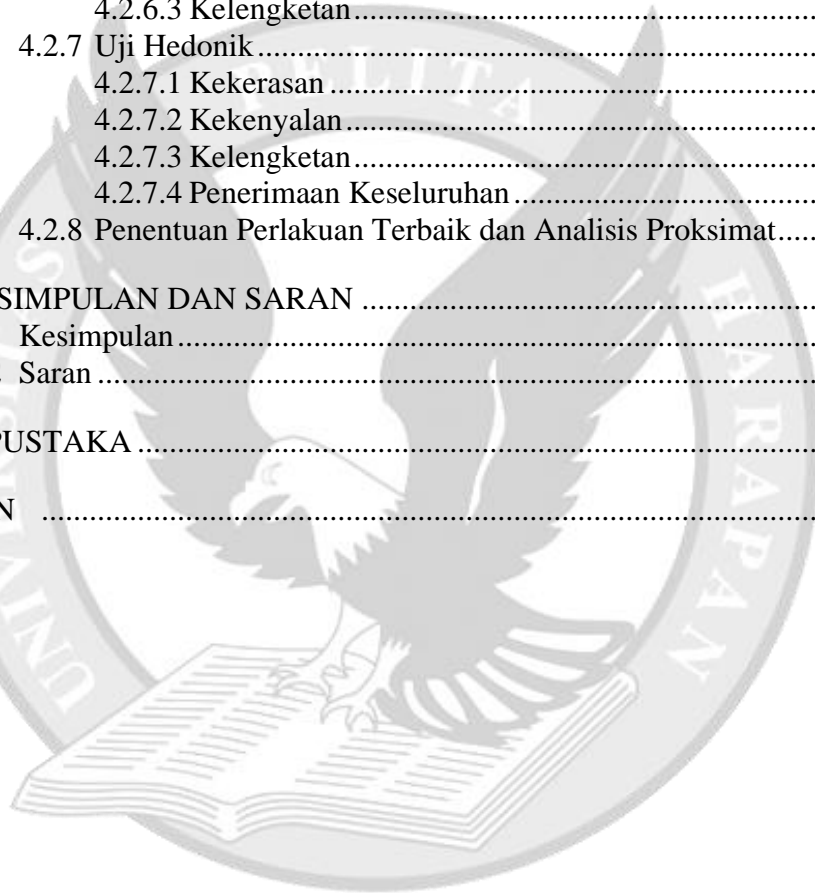 4.2.6.3 Kelengketan................................................................
4.2.7 Uji Hedonik................................................................
4.2.7.1 Kekerasan................................................................
4.2.7.2 Kekenyalan................................................................
4.2.7.3 Kelengketan................................................................
4.2.7.4 Penerimaan Keseluruhan................................................
4.2.8 Penentuan Perlakuan Terbaik dan Analisis Proksimat.....
SIMPULAN DAN SARAN................................................................
Kesimpulan................................................................
Saran................................................................
PUSTAKA................................................................
N................................................................
PELITA
HARAPAN